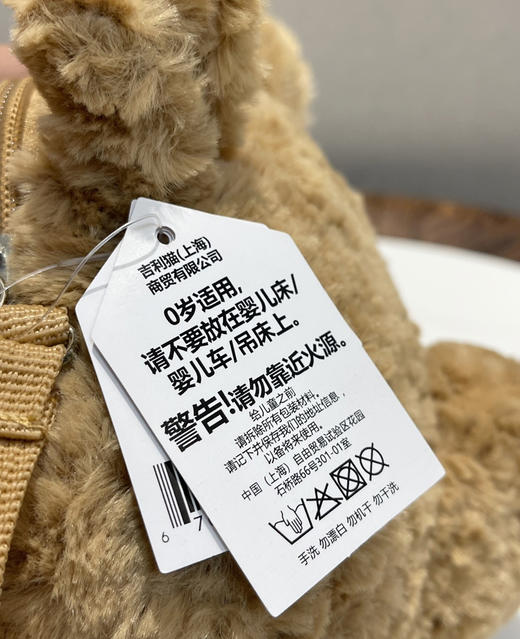 吉利猫(上海)
商贸有限公司
0岁适用,
请不要放在婴儿床/
婴儿车/吊床上。
警告!请勿靠近火源。
给儿童之前
请拆除所有包装材料。
请记下并保存我们的地址信息,
以备将来使用。
中国（上海）自由贸易试验区花园
石桥路66号301-01室
手洗 勿漂白 勿机干 勿干洗
6 7